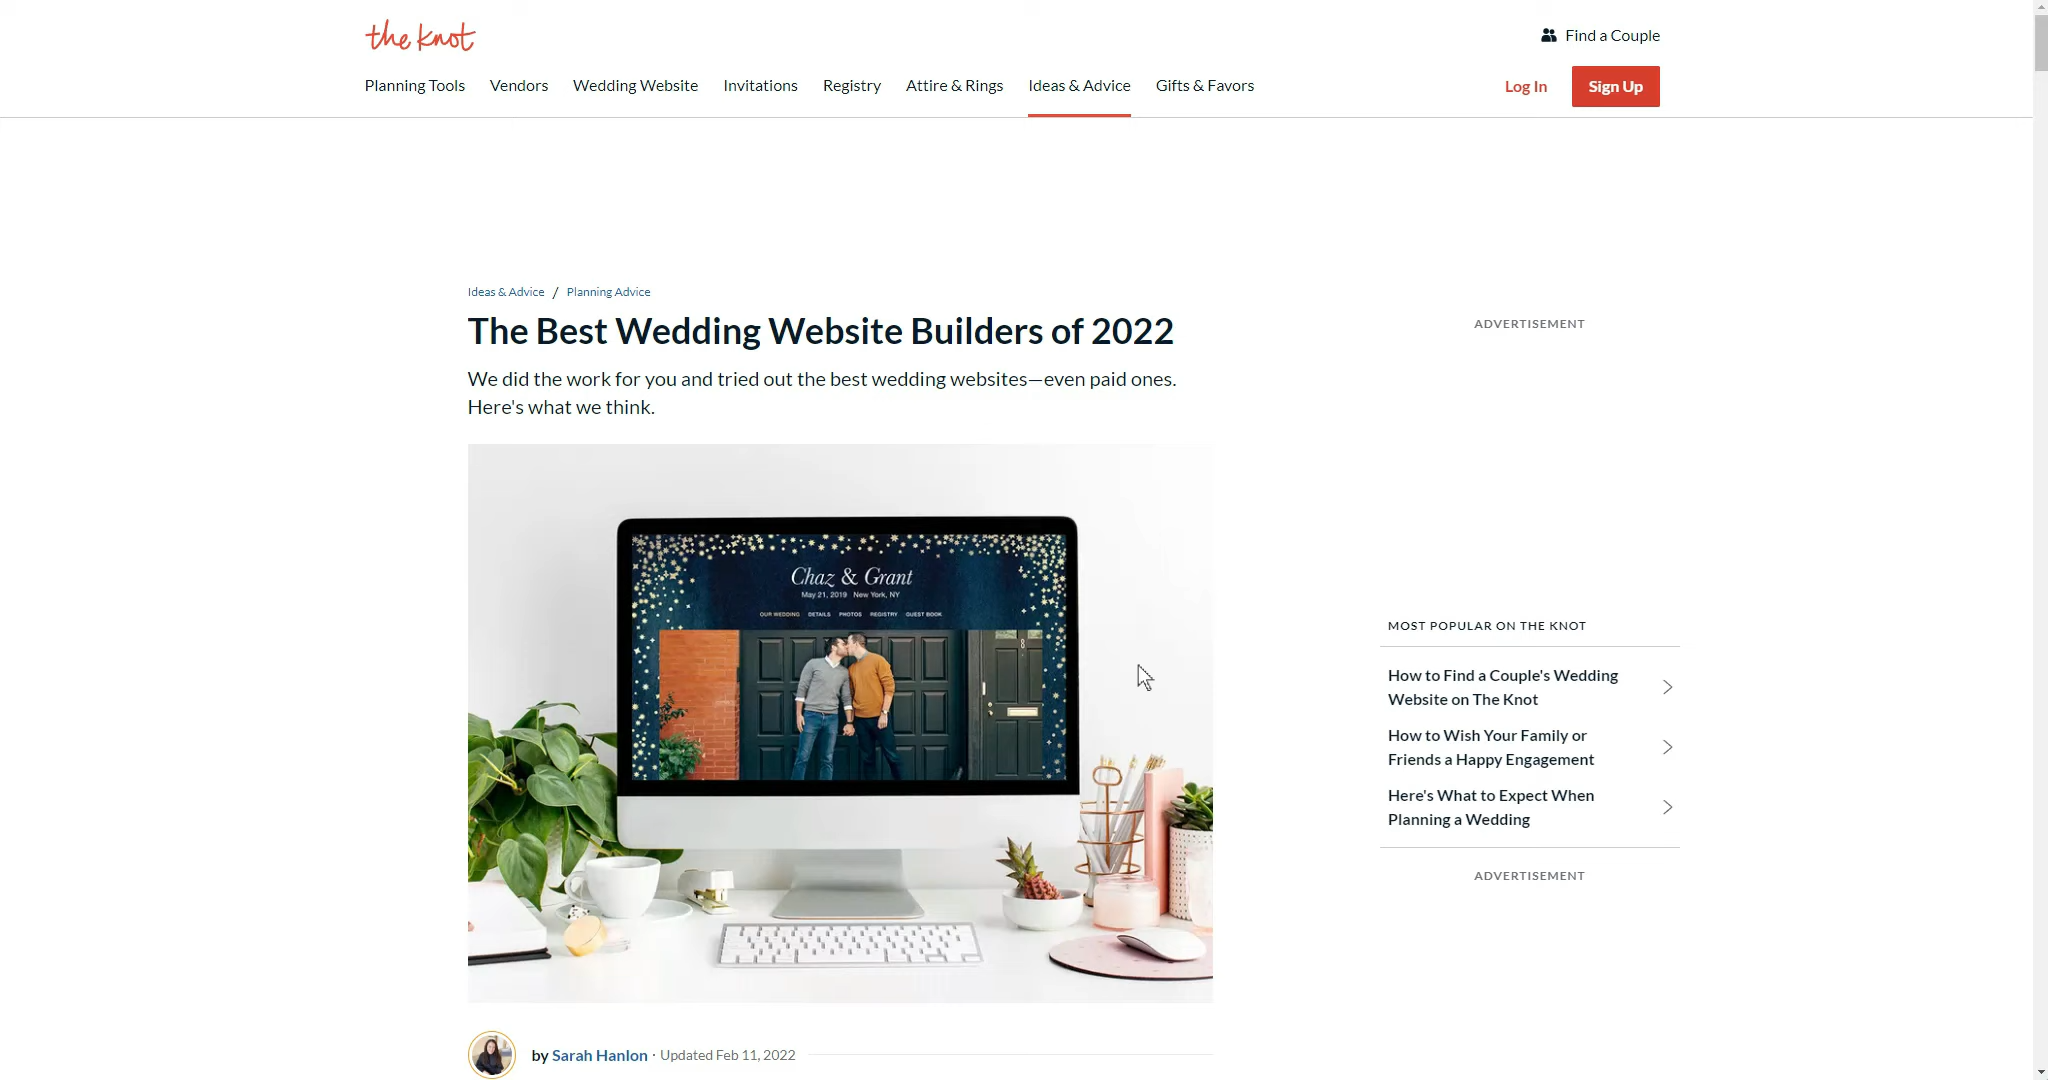 the knot
Find a Couple
Planning Tools Vendors Wedding Website Invitations Registry Attire & Rings Ideas & Advice Gifts & Favors Log In Sign Up
Ideas & Advice / Planning Advice
The Best Wedding Website Builders of 2022
We did the work for you and tried out the best wedding websites—even paid ones.
Here's what we think.
Chaz & Grant
May 21, 2019 New York, NY
OUR WEDDING DETAILS PHOTOS REGISTRY GUEST BOOK
by Sarah Hanlon · Updated Feb 11, 2022
ADVERTISEMENT
MOST POPULAR ON THE KNOT
How to Find a Couple's Wedding
Website on The Knot
How to Wish Your Family or
Friends a Happy Engagement
Here's What to Expect When
Planning a Wedding
ADVERTISEMENT